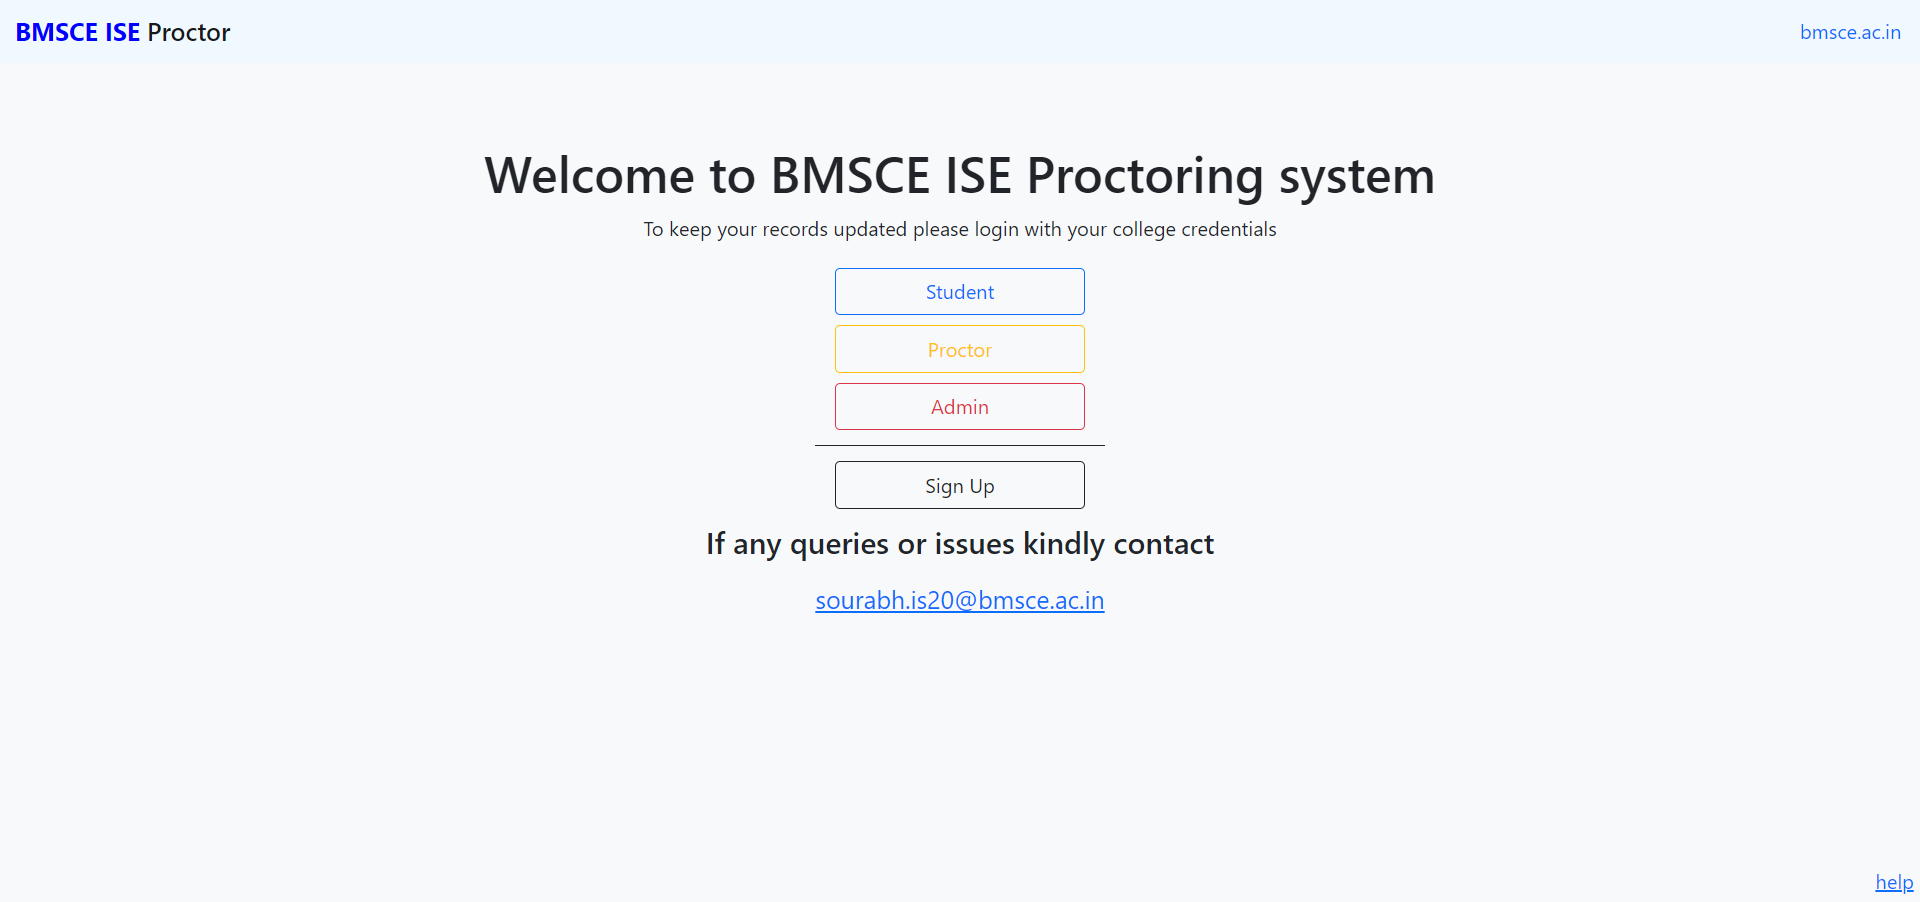 BMSCE ISE Proctor
bmsce.ac.in
Welcome to BMSCE ISE Proctoring system
To keep your records updated please login with your college credentials
Student
Proctor
Admin
Sign Up
If any queries or issues kindly contact
sourabh.is20@bmsce.ac.in
help